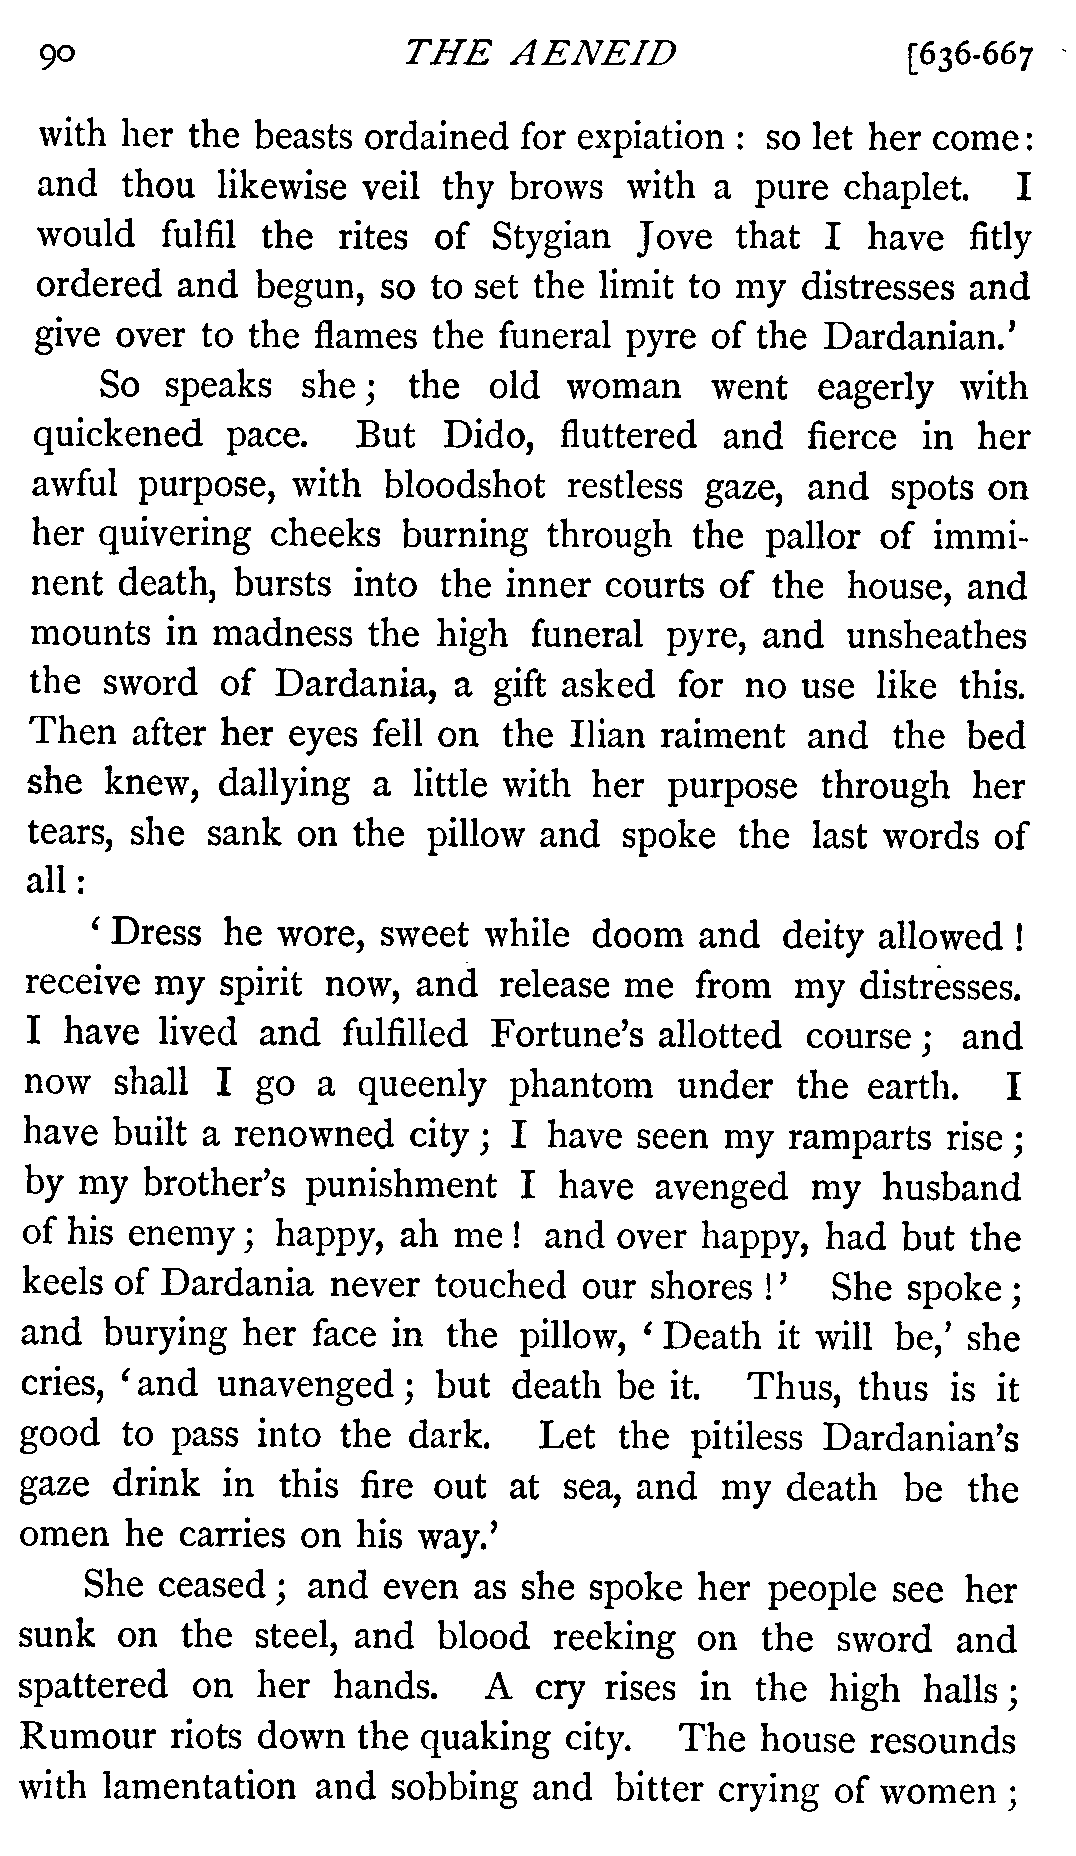 90 THE AENEID [636-667
with her the beasts ordained for expiation : so let her come:
and thou likewise veil thy brows with a pure chaplet. I
would fulfil the rites of Stygian Jove that I have fitly
ordered and begun, so to set the limit to my distresses and
give over to the flames the funeral pyre of the Dardanian.’
So speaks she ; the old woman went eagerly with
quickened pace. But Dido, fluttered and fierce in her
awful purpose, with bloodshot restless gaze, and spots on
her quivering cheeks burning through the pallor of immi-
nent death, bursts into the inner courts of the house, and
mounts in madness the high funeral pyre, and unsheathes
the sword of Dardania, a gift asked for no use like this.
Then after her eyes fell on the Ilian raiment and the bed
she knew, dallying a little with her purpose through her
tears, she sank on the pillow and spoke the last words of
all :
‘ Dress he wore, sweet while doom and deity allowed !
receive my spirit now, and release me from my distresses.
I have lived and fulfilled Fortune’s allotted course ; and
now shall I go a queenly phantom under the earth. I
have built a renowned city ; I have seen my ramparts rise ;
by my brother’s punishment I have avenged my husband
of his enemy ; happy, ah me ! and over happy, had but the
keels of Dardania never touched our shores !’ She spoke ;
and burying her face in the pillow, ‘ Death it will be,’ she
cries, ‘ and unavenged ; but death be it. Thus, thus is it
good to pass into the dark. Let the pitiless Dardanian’s
gaze drink in this fire out at sea, and my death be the
omen he carries on his way.’
She ceased ; and even as she spoke her people see her
sunk on the steel, and blood reeking on the sword and
spattered on her hands. A cry rises in the high halls ;
Rumour riots down the quaking city. The house resounds
with lamentation and sobbing and bitter crying of women ;